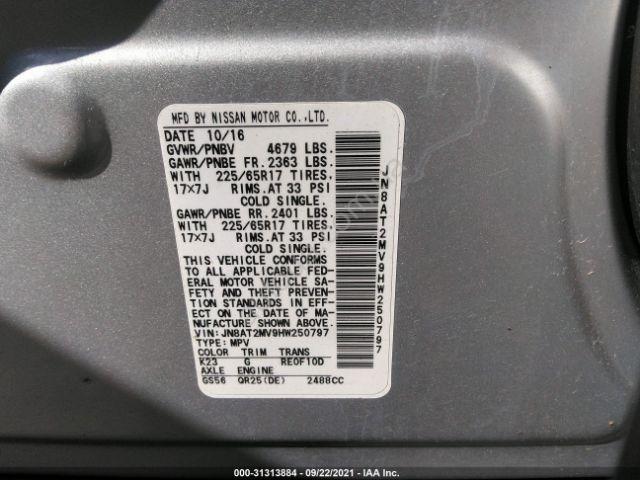 MFD BY NISSAN MOTOR CO.,LTD.
DATE 10/16
GVWR/PNBV 4679 LBS.
GAWR/PNBE FR. 2363 LBS.
WITH 225/65R17 TIRES,
17×7J RIMS.AT 33 PSI
COLD SINGLE.
GAWR/PNBE RR. 2401 LBS.
WITH 225/65R17 TIRES,
17×7J RIMS.AT 33 PSI
COLD SINGLE.
THIS VEHICLE CONFORMS
TO ALL APPLICABLE FED-
ERAL MOTOR VEHICLE SA-
FETY AND THEFT PREVEN-
TION STANDARDS IN EFF-
ECT ON THE DATE OF MA-
NUFACTURE SHOWN ABOVE.
VIN: JN8AT2MV9HW250797
TYPE: MPV
COLOR TRIM TRANS
K23 G RE0F10D
AXLE ENGINE
GS56 QR25(DE) 2488CC
JN8AT2MV9HW250797
000-31313884 - 09/22/2021 - IAA Inc.